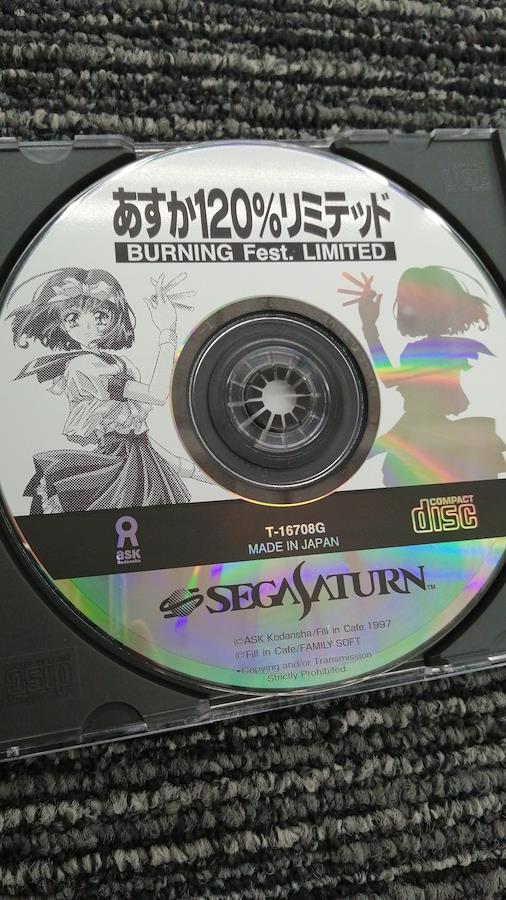 あすか120%リミテッド
BURNING Fest. LIMITED
T-16708G
MADE IN JAPAN
ask
Kodansha
COMPACT
disc
SEGA SATURN™
©ASK Kodansha/Fill in Cafe 1997
Ⓟ Fill in Cafe/FAMILY SOFT
•Copying and/or Transmission
Strictly Prohibited.